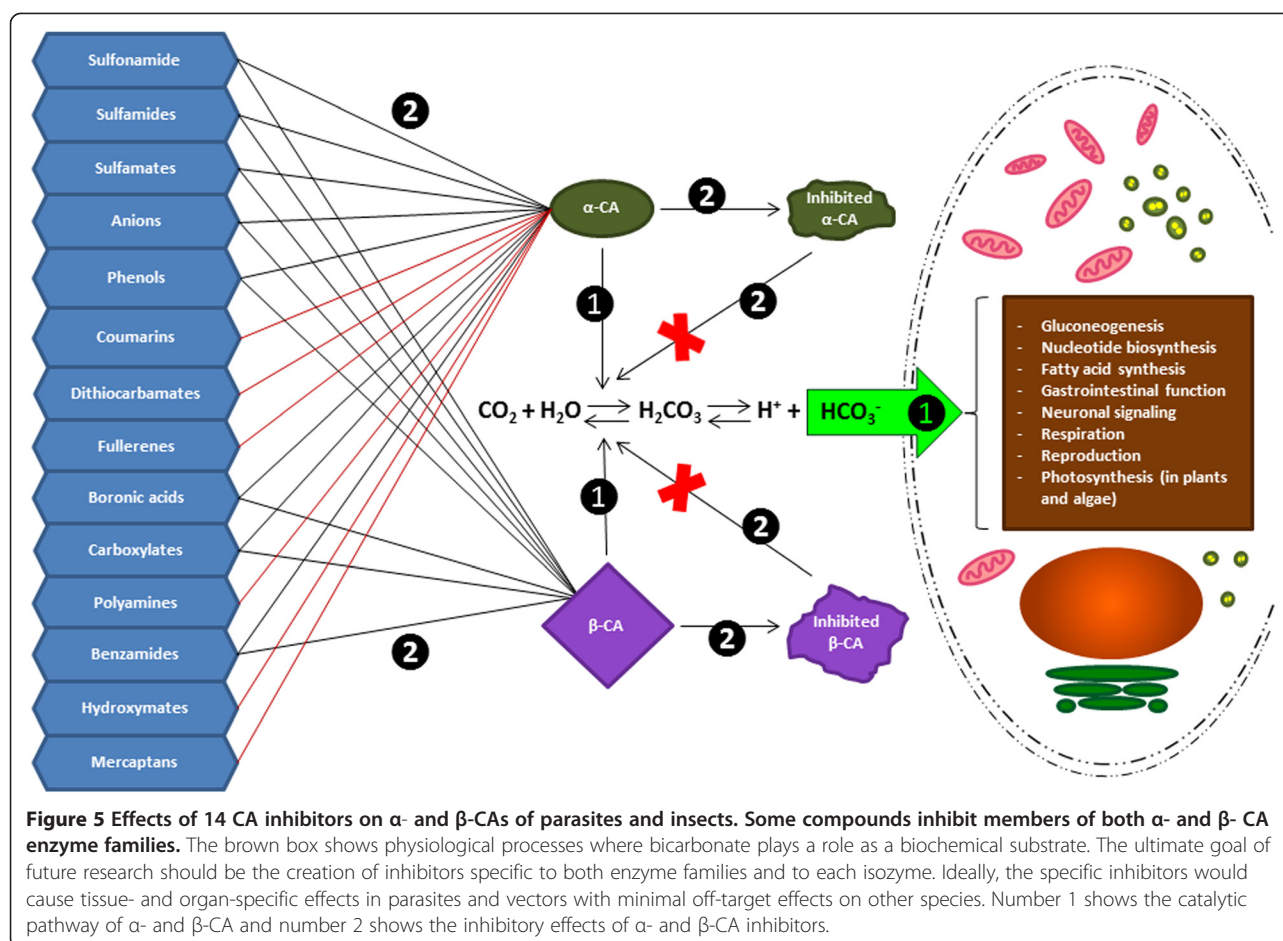 Sulfonamide
Sulfamides
Sulfamates
Anions
Phenols
Coumarins
Dithiocarbamates
Fullerenes
Boronic acids
Carboxylates
Polyamines
Benzamides
Hydroxymates
Mercaptans
2
α-CA
2
Inhibited
α-CA
1
2
CO₂ + H₂O ⇌ H₂CO₃ ⇌ H⁺ + HCO₃⁻ 1
1
2
2
β-CA
2
Inhibited
β-CA
- Gluconeogenesis
- Nucleotide biosynthesis
- Fatty acid synthesis
- Gastrointestinal function
- Neuronal signaling
- Respiration
- Reproduction
- Photosynthesis (in plants
and algae)
Figure 5 Effects of 14 CA inhibitors on α- and β-CAs of parasites and insects. Some compounds inhibit members of both α- and β- CA
enzyme families. The brown box shows physiological processes where bicarbonate plays a role as a biochemical substrate. The ultimate goal of
future research should be the creation of inhibitors specific to both enzyme families and to each isozyme. Ideally, the specific inhibitors would
cause tissue- and organ-specific effects in parasites and vectors with minimal off-target effects on other species. Number 1 shows the catalytic
pathway of α- and β-CA and number 2 shows the inhibitory effects of α- and β-CA inhibitors.